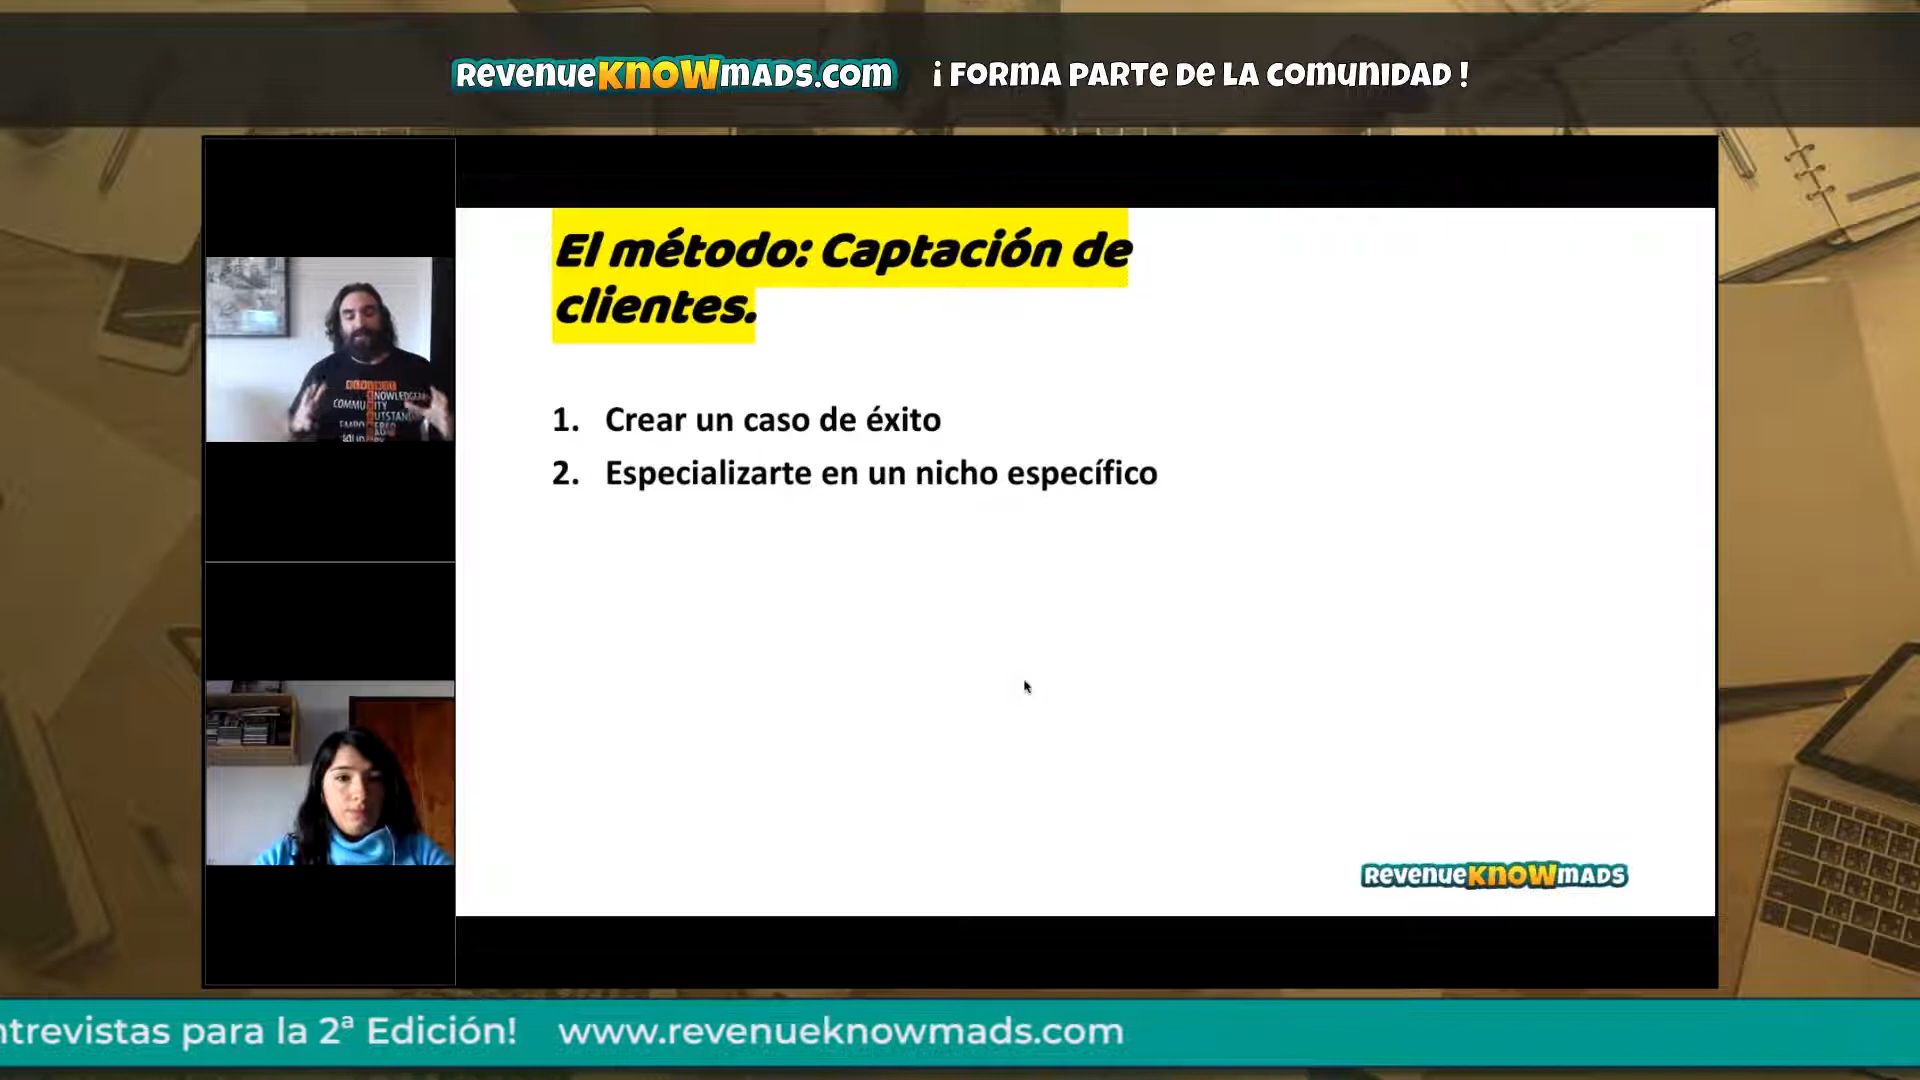 RevenueKNOWmads.com ¡ FORMA PARTE DE LA COMUNIDAD !
El método: Captación de
clientes.
1. Crear un caso de éxito
2. Especializarte en un nicho específico
COMMUNITY
RevenueKNOWmads
ntrevistas para la 2ª Edición! www.revenueknowmads.com